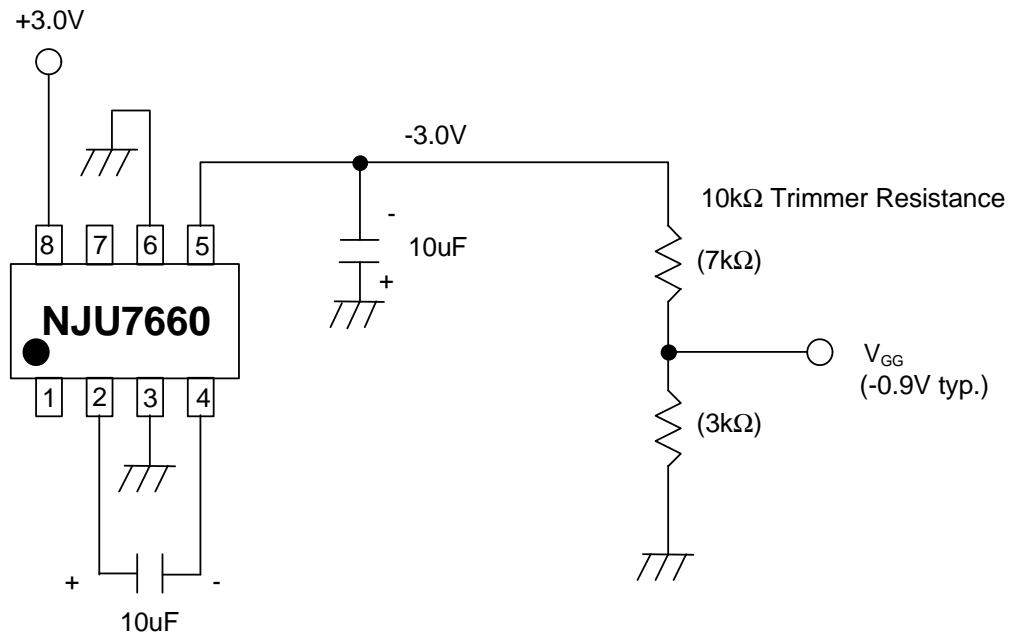 +3.0V
-3.0V
10kΩ Trimmer Resistance
8 7 6 5
-
10uF
+
(7kΩ)
NJU7660
V_GG
(-0.9V typ.)
1 2 3 4
(3kΩ)
+ -
10uF